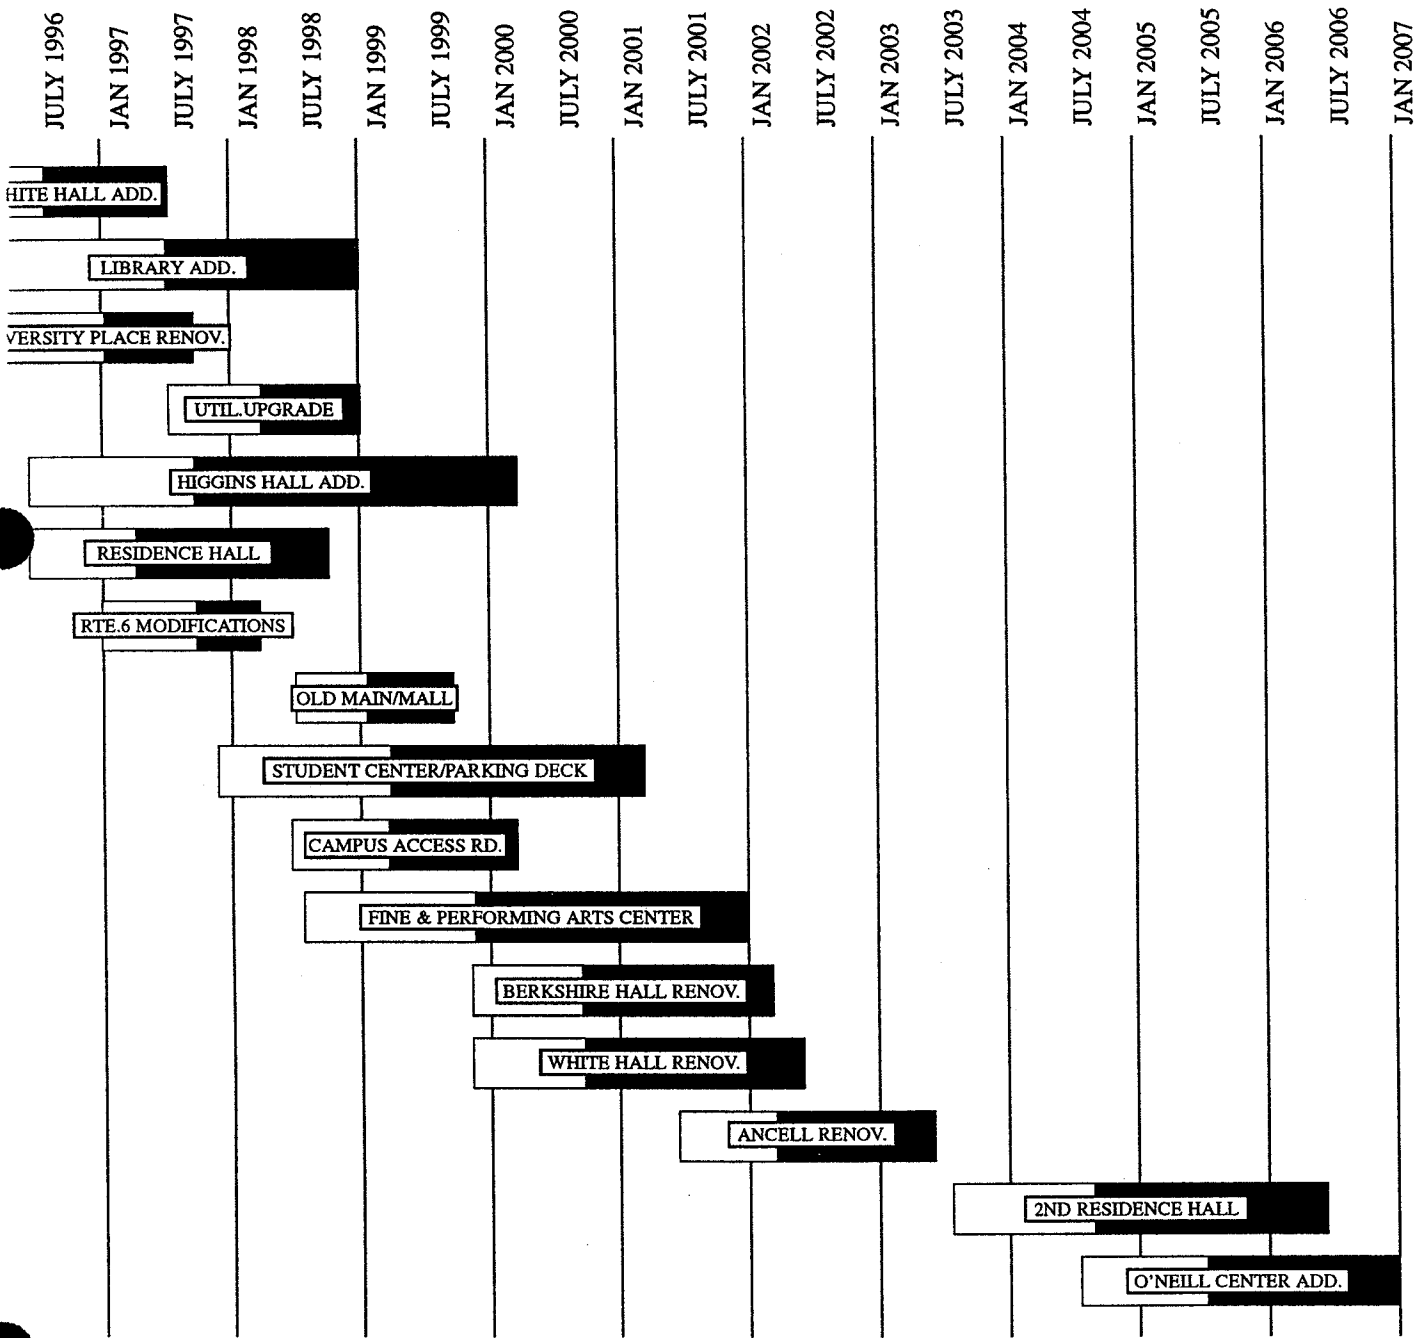 JULY 1996
JAN 1997
JULY 1997
JAN 1998
JULY 1998
JAN 1999
JULY 1999
JAN 2000
JULY 2000
JAN 2001
JULY 2001
JAN 2002
JULY 2002
JAN 2003
JULY 2003
JAN 2004
JULY 2004
JAN 2005
JULY 2005
JAN 2006
JULY 2006
JAN 2007
HITE HALL ADD.
LIBRARY ADD.
VERSITY PLACE RENOV.
UTIL.UPGRADE
HIGGINS HALL ADD.
RESIDENCE HALL
RTE.6 MODIFICATIONS
OLD MAIN/MALL
STUDENT CENTER/PARKING DECK
CAMPUS ACCESS RD.
FINE & PERFORMING ARTS CENTER
BERKSHIRE HALL RENOV.
WHITE HALL RENOV.
ANCELL RENOV.
2ND RESIDENCE HALL
O'NEILL CENTER ADD.